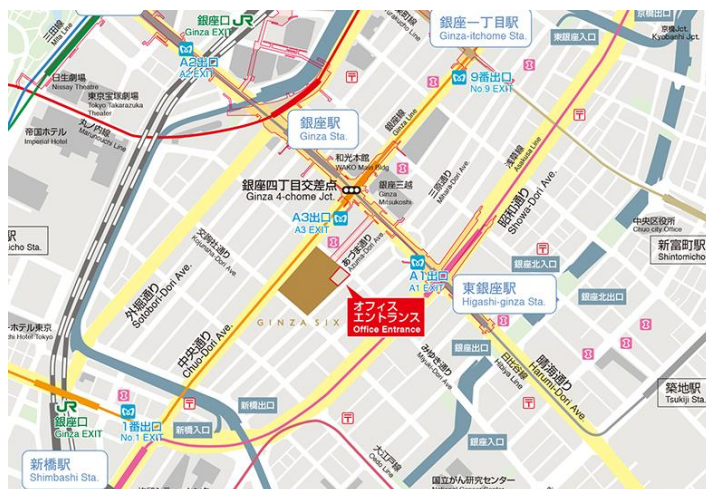 銀座口
Ginza EXIT
JR
銀座一丁目駅
Ginza-itchome Sta.
東銀座入口
京橋出口
京橋Jct.
Kyobashi Jct.
三田線
Mita Line
A2出口
A2 EXIT
9番出口
No.9 EXIT
日生劇場
Nissay Theatre
東京宝塚劇場
Tokyo Takarazuka
Theater
丸ノ内線
Marunouchi Line
帝国ホテル
Imperial Hotel
銀座駅
Ginza Sta.
銀座線
Ginza Line
浅草線
Asakusa Line
和光本館
WAKO Main Bldg
銀座四丁目交差点
Ginza 4-chome Jct.
銀座三越
Ginza
Mitsukoshi
三原通り
Mihara-Dori Ave.
昭和通り
Showa-Dori Ave.
中央区役所
Chuo city Office
新富町駅
Shintomicho
駅
icho Sta.
A3出口
A3 EXIT
交詢社通り
Kojunsha-Dori Ave.
あづま通り
Azuma-Dori Ave.
A1出口
A1 EXIT
銀座北入口
東銀座駅
Higashi-ginza Sta.
銀座北出口
外堀通り
Sotobori-Dori Ave.
オフィス
エントランス
Office Entrance
GINZA SIX
ーホテル東京
hi Hotel Tokyo
中央通り
Chuo-Dori Ave.
みゆき通り
Miyuki-Dori Ave.
銀座出口
日比谷線
Hibiya Line
晴海通り
Harumi-Dori Ave.
築地駅
Tsukiji Sta.
JR
銀座口
Ginza EXIT
1番出口
No.1 EXIT
新橋出口
新橋入口
大江戸線
Oedo Line
銀座入口
新橋駅
Shimbashi Sta.
国立がん研究センター
National Cancer Center